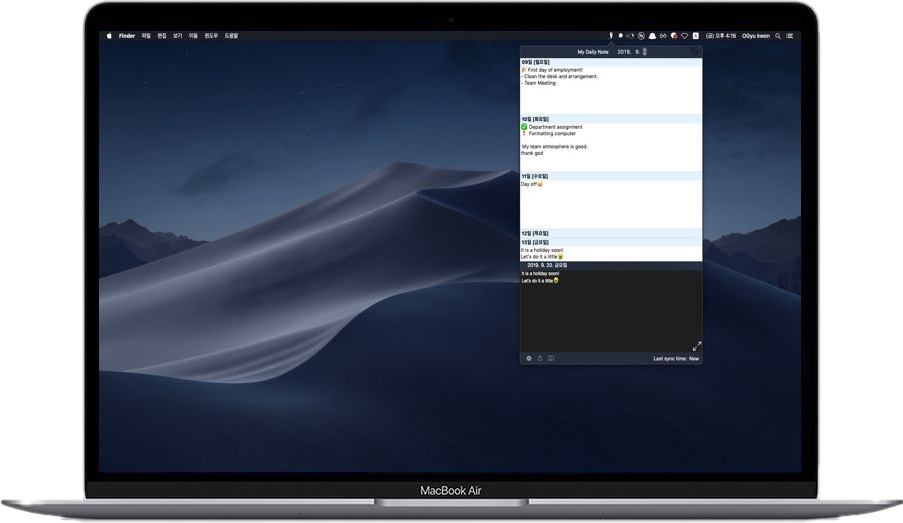 Finder 파일 편집 보기 이동 윈도우 도움말
오후 4:16 OGyu kwon
My Daily Note 2019. 9.
09일 [월요일]
🎉 First day of employment!
- Clean the desk and arrangement.
- Team Meeting
10일 [화요일]
✅ Department assignment
❗ Formatting computer
My team atmosphere is good.
thank god
11일 [수요일]
Day off!
12일 [목요일]
13일 [금요일]
It is a holiday soon!
Let's do it a little
2019. 9. 20. 금요일
It is a holiday soon!
Let's do it a little
Last sync time: Now
MacBook Air